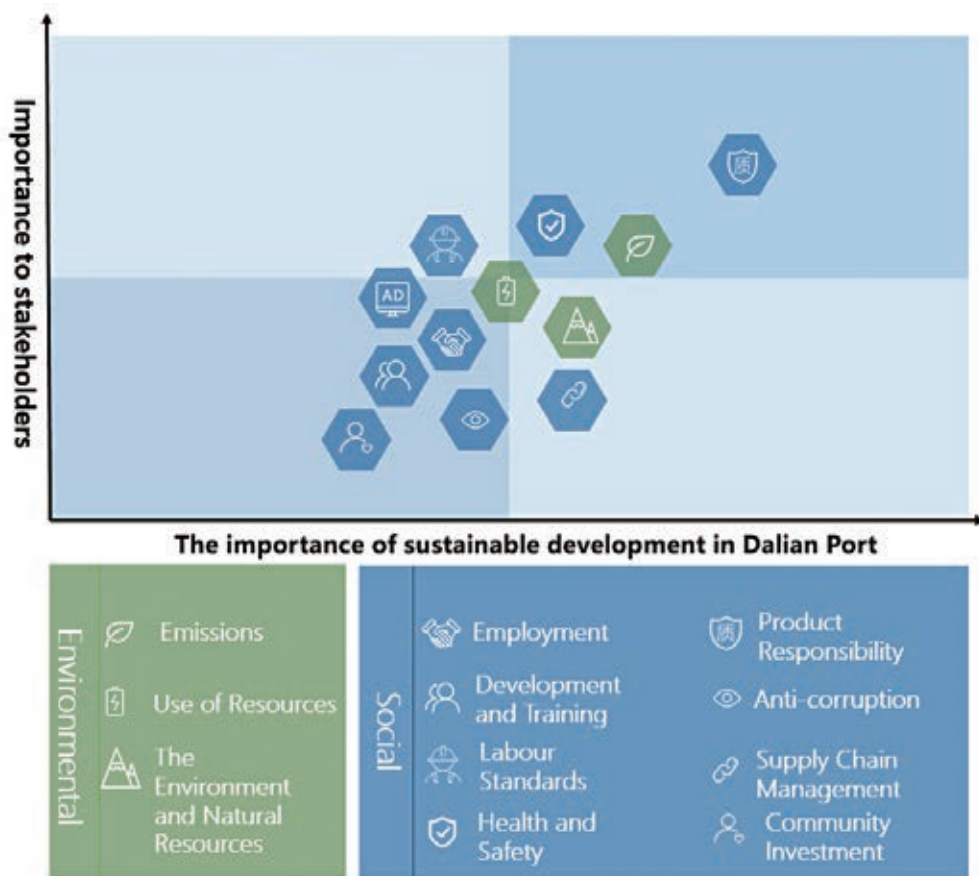 Importance to stakeholders
质
AD
The importance of sustainable development in Dalian Port
Environmental
Emissions
Use of Resources
The
Environment
and Natural
Resources
Social
Employment
Development
and Training
Labour
Standards
Health and
Safety
质
Product
Responsibility
Anti-corruption
Supply Chain
Management
Community
Investment